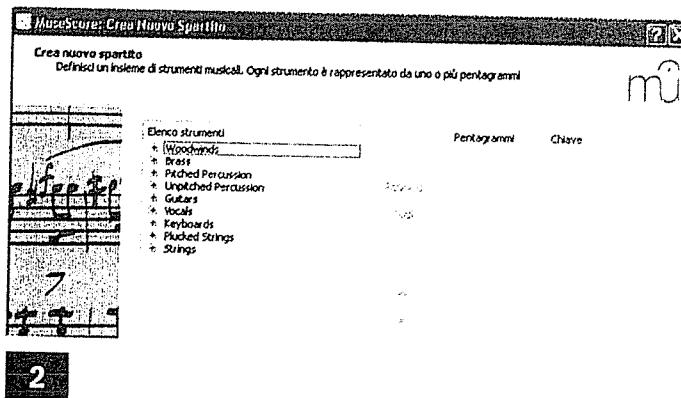 MuseScore: Crea Nuovo Spartito
Crea nuovo spartito
Definisci un insieme di strumenti musicali. Ogni strumento è rappresentato da uno o più pentagrammi
mû
Elenco strumenti
Pentagrammi
Chiave
Woodwinds
Brass
Pitched Percussion
Unpitched Percussion
Guitars
Vocals
Keyboards
Plucked Strings
Strings
2